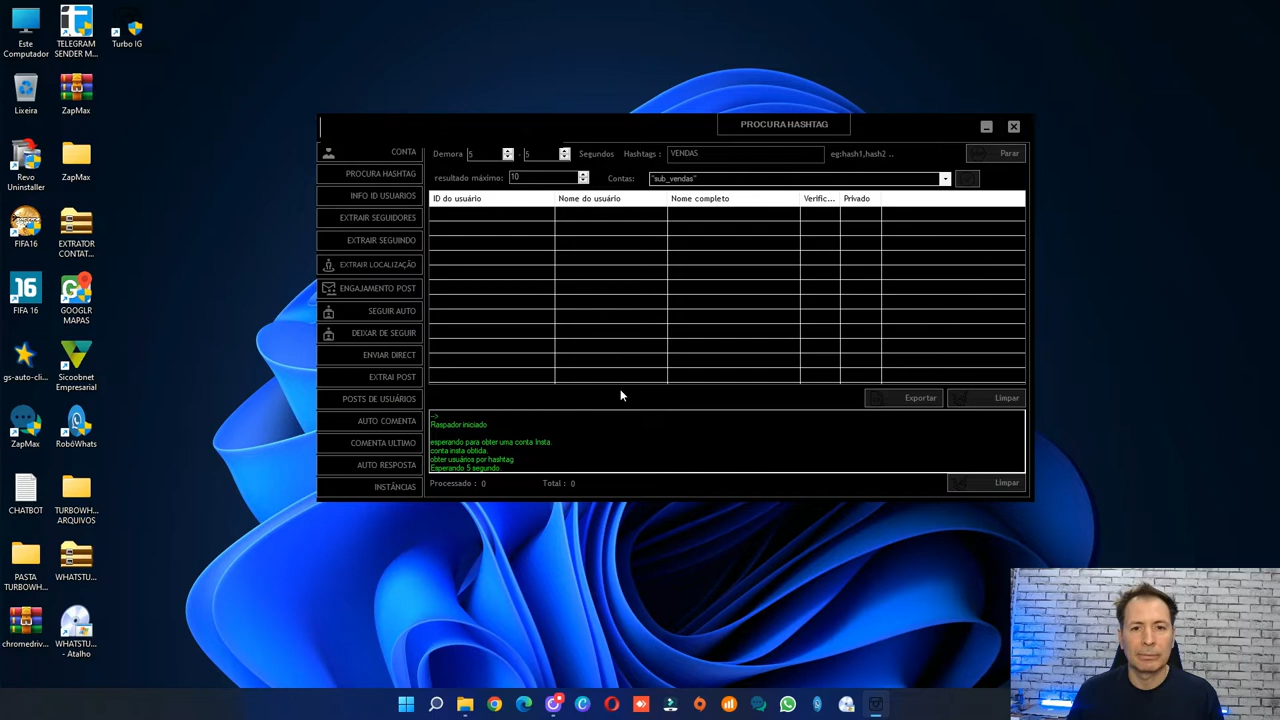 Este
Computador
TELEGRAM
SENDER M...
Turbo IG
Lixeira
ZapMax
Revo
Uninstaller
ZapMax
FIFA16
EXTRATOR
CONTAT...
16
FIFA 16
GOOGLR
MAPAS
gs-auto-cli...
Sicoobnet
Empresarial
ZapMax
RobôWhats
CHATBOT
TURBOWH...
ARQUIVOS
PASTA
TURBOWH...
WHATSTU...
chromedriv...
WHATSTU...
- Atalho
PROCURA HASHTAG
CONTA
PROCURA HASHTAG
INFO ID USUARIOS
EXTRAIR SEGUIDORES
EXTRAIR SEGUINDO
EXTRAIR LOCALIZAÇÃO
ENGAJAMENTO POST
SEGUIR AUTO
DEIXAR DE SEGUIR
ENVIAR DIRECT
EXTRAI POST
POSTS DE USUÁRIOS
AUTO COMENTA
COMENTA ULTIMO
AUTO RESPOSTA
INSTÂNCIAS
Demora 5 - 5 Segundos Hashtags : VENDAS eg:hash1,hash2 .. Parar
resultado máximo: 10 Contas: "sub_vendas"
ID do usuário Nome do usuário Nome completo Verific... Privado
Exportar Limpar
-->
Raspador iniciado
esperando para obter uma conta Insta.
conta insta obtida.
obter usuários por hashtag
Esperando 5 segundo.
Processado : 0 Total : 0 Limpar